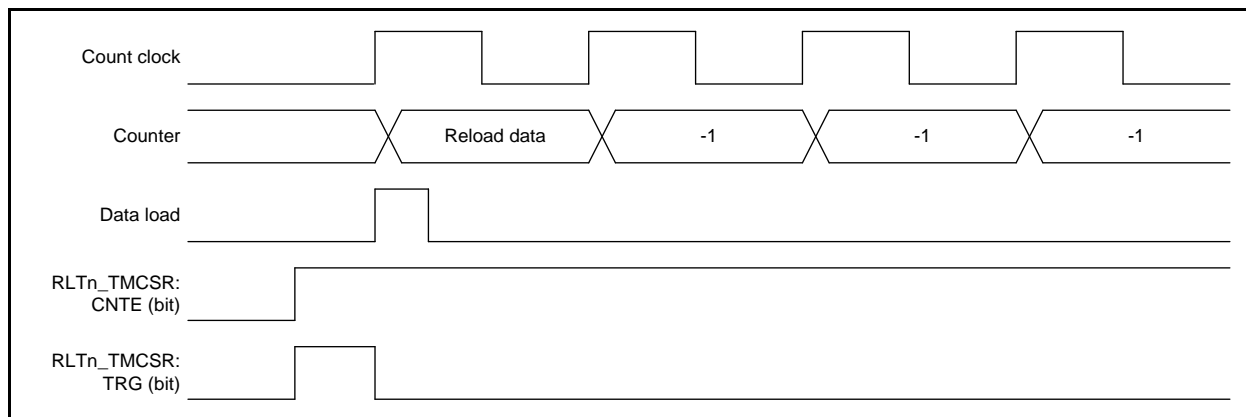 Count clock
Counter
Reload data
-1
-1
-1
Data load
RLTn_TMCSR:
CNTE (bit)
RLTn_TMCSR:
TRG (bit)